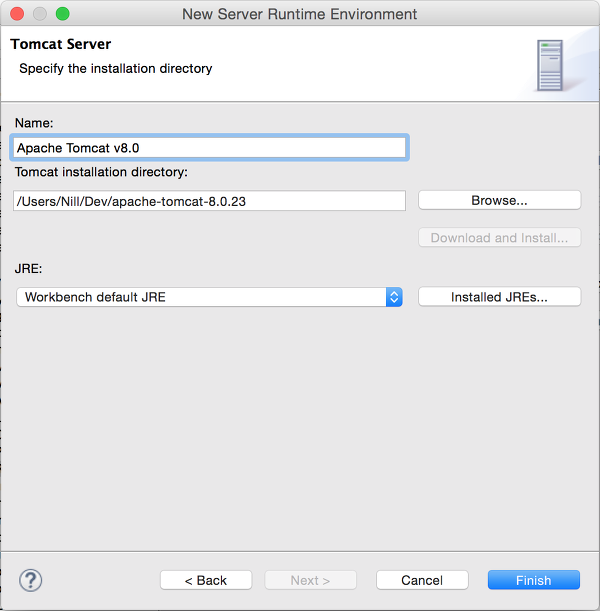 New Server Runtime Environment
Tomcat Server
Specify the installation directory
Name:
Apache Tomcat v8.0
Tomcat installation directory:
/Users/Nill/Dev/apache-tomcat-8.0.23
Browse...
Download and Install...
JRE:
Workbench default JRE
Installed JREs...
?
< Back
Next >
Cancel
Finish